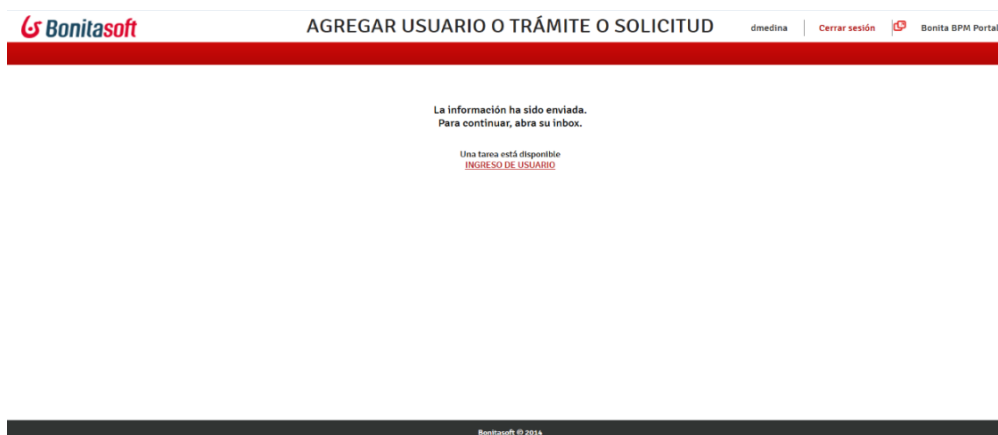 Bonitasoft
AGREGAR USUARIO O TRÁMITE O SOLICITUD
dmedina
Cerrar sesión
Bonita BPM Portal
La información ha sido enviada.
Para continuar, abra su inbox.
Una tarea está disponible
INGRESO DE USUARIO
Bonitasoft © 2014